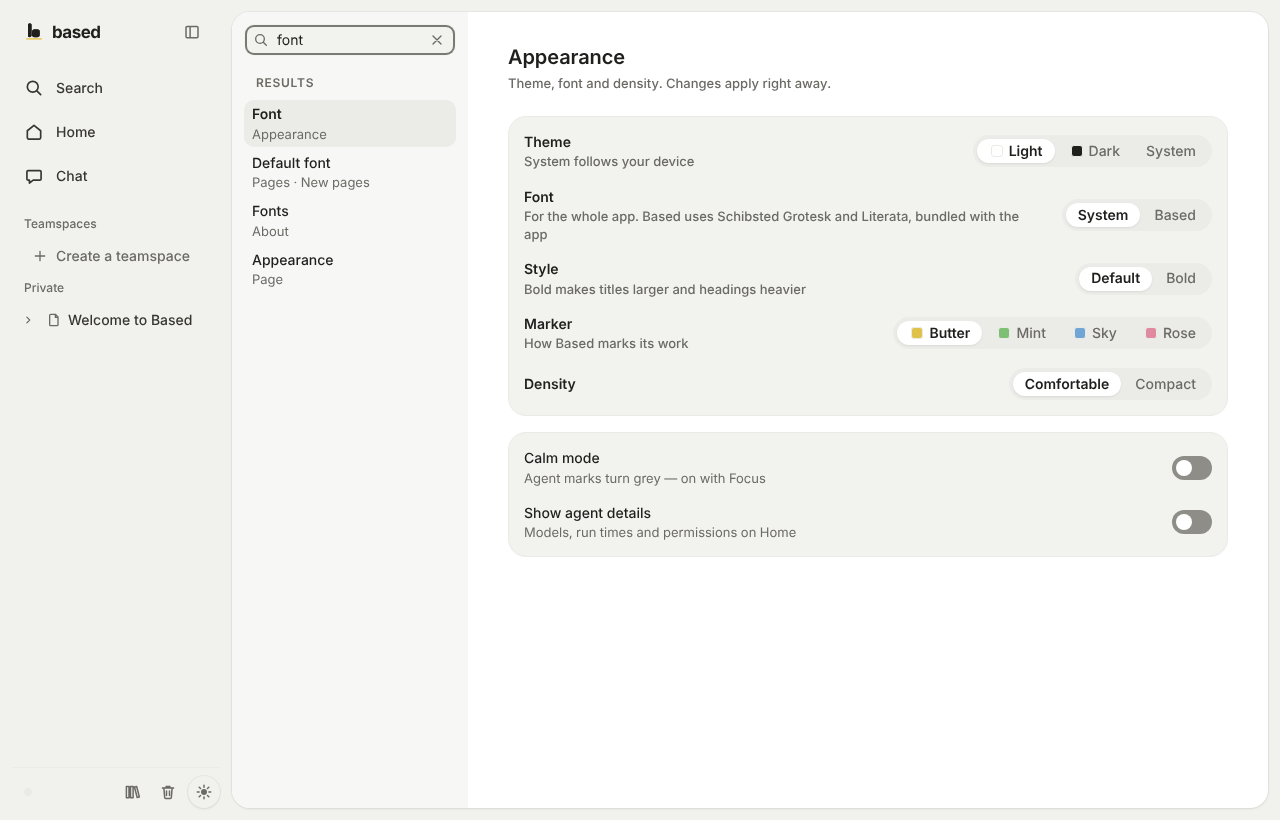 based
Search
Home
Chat
Teamspaces
Create a teamspace
Private
Welcome to Based
font
RESULTS
Font
Appearance
Default font
Pages · New pages
Fonts
About
Appearance
Page
Appearance
Theme, font and density. Changes apply right away.
Theme
System follows your device
Light
Dark
System
Font
For the whole app. Based uses Schibsted Grotesk and Literata, bundled with the
app
System
Based
Style
Bold makes titles larger and headings heavier
Default
Bold
Marker
How Based marks its work
Butter
Mint
Sky
Rose
Density
Comfortable
Compact
Calm mode
Agent marks turn grey — on with Focus
Show agent details
Models, run times and permissions on Home